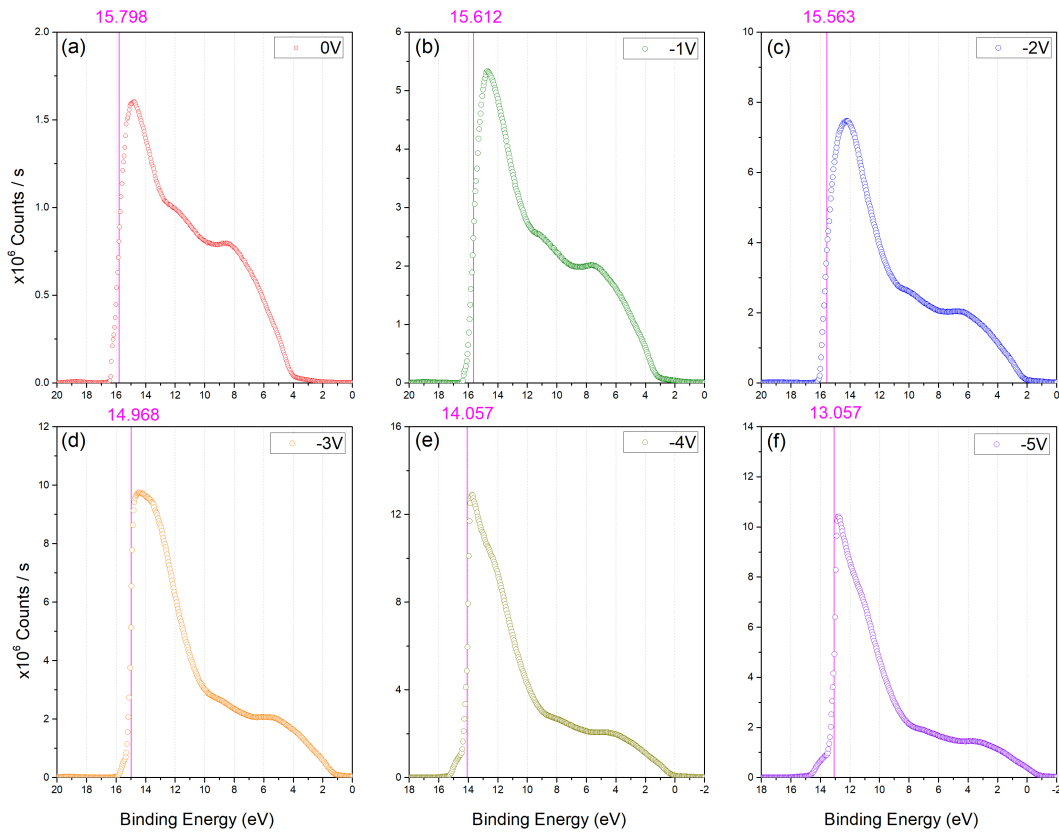 15.798
15.612
15.563
(a)
0V
(b)
-1V
(c)
-2V
x10⁶ Counts / s
2.0
1.5
1.0
0.5
0.0
6
5
4
3
2
1
0
10
8
6
4
2
0
20 18 16 14 12 10 8 6 4 2 0
20 18 16 14 12 10 8 6 4 2 0
20 18 16 14 12 10 8 6 4 2 0
14.968
14.057
13.057
(d)
-3V
(e)
-4V
(f)
-5V
x10⁶ Counts / s
12
10
8
6
4
2
0
16
12
8
4
0
14
12
10
8
6
4
2
0
20 18 16 14 12 10 8 6 4 2 0
18 16 14 12 10 8 6 4 2 0 -2
18 16 14 12 10 8 6 4 2 0 -2
Binding Energy (eV)
Binding Energy (eV)
Binding Energy (eV)